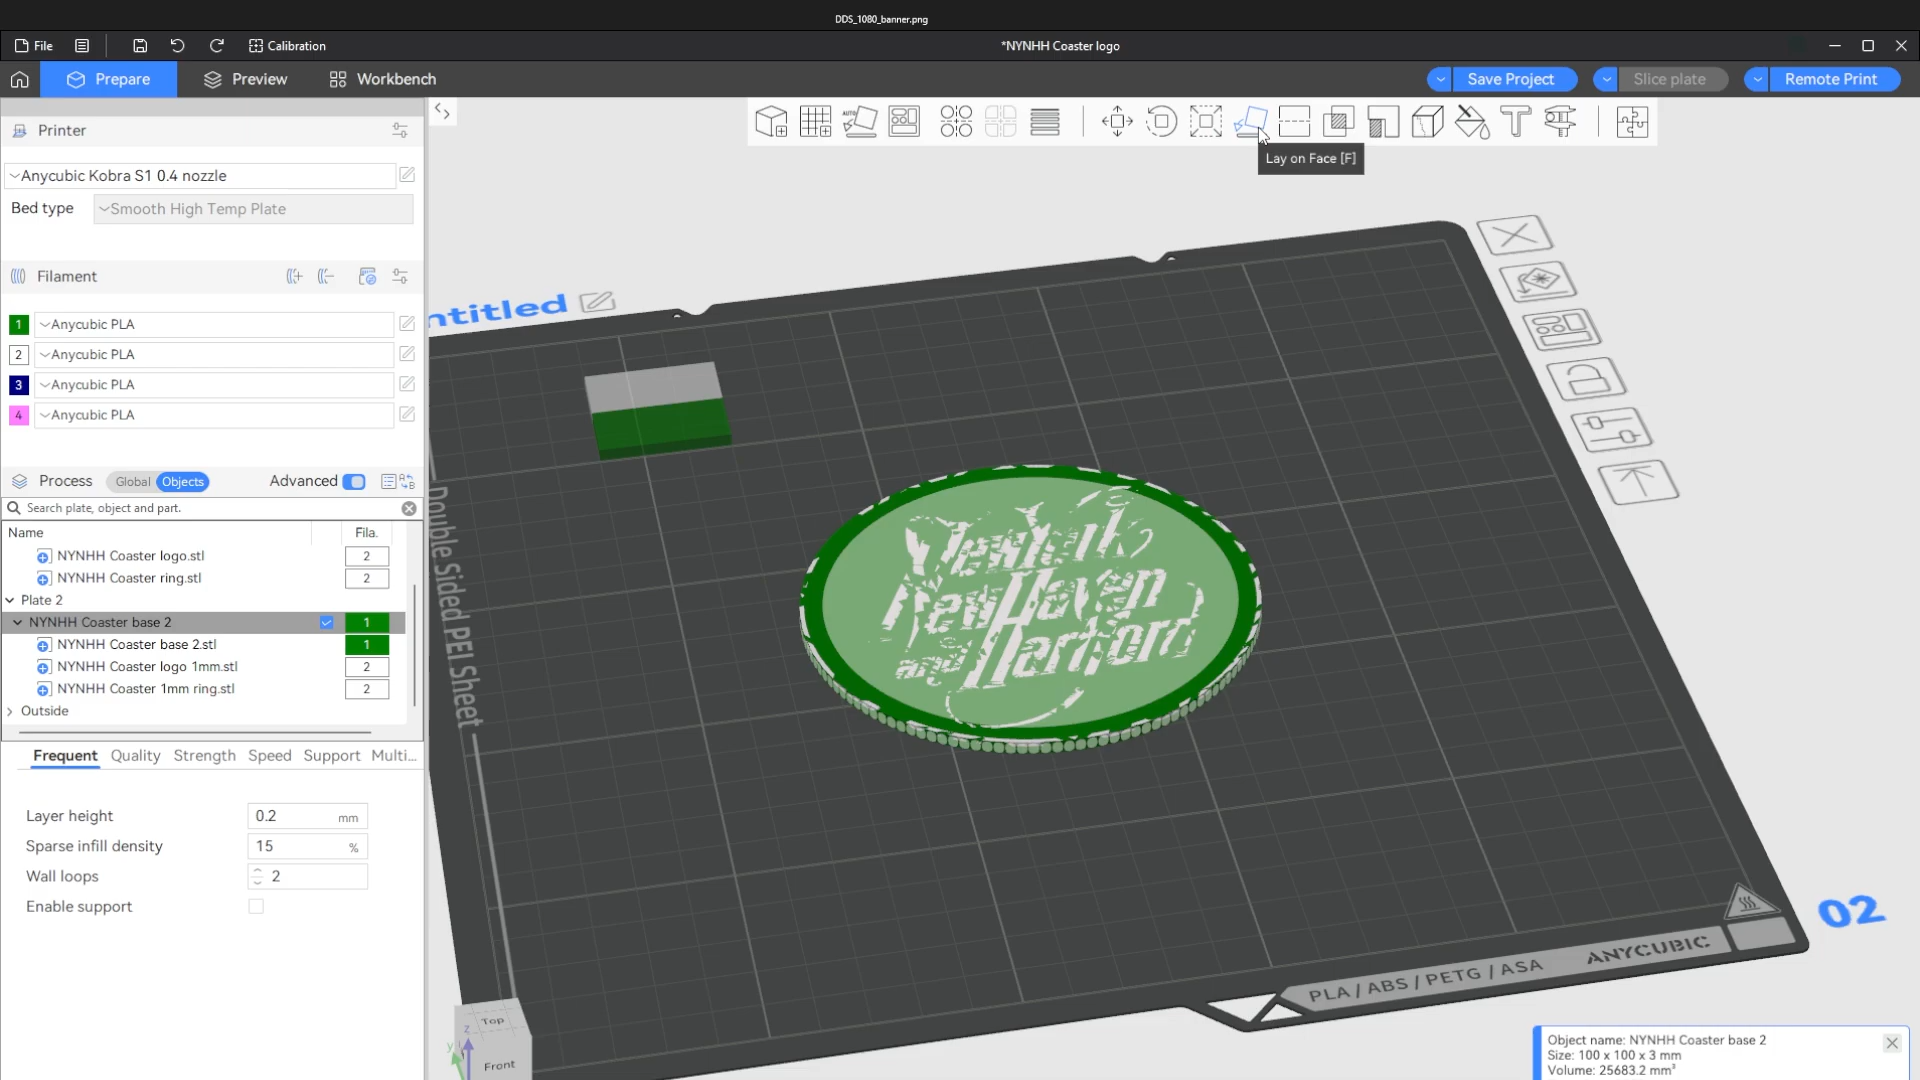 DDS_1080_banner.png
File
Calibration
*NYNHH Coaster logo
Prepare
Preview
Workbench
Save Project
Slice plate
Remote Print
Printer
Anycubic Kobra S1 0.4 nozzle
Bed type
Smooth High Temp Plate
Lay on Face [F]
Filament
1
Anycubic PLA
2
Anycubic PLA
3
Anycubic PLA
4
Anycubic PLA
Process
Global
Objects
Advanced
Search plate, object and part.
Name
Fila.
NYNHH Coaster logo.stl
2
NYNHH Coaster ring.stl
2
Plate 2
NYNHH Coaster base 2
1
NYNHH Coaster base 2.stl
1
NYNHH Coaster logo 1mm.stl
2
NYNHH Coaster 1mm ring.stl
2
Outside
Frequent
Quality
Strength
Speed
Support
Multi...
Layer height
0.2
mm
Sparse infill density
15
%
Wall loops
2
Enable support
ntitled
Double Sided PEI Sheet
New York
New Haven
and Hartford
02
PLA / ABS / PETG / ASA
ANYCUBIC
Top
Front
z
y
Object name: NYNHH Coaster base 2
Size: 100 x 100 x 3 mm
Volume: 25683.2 mm³